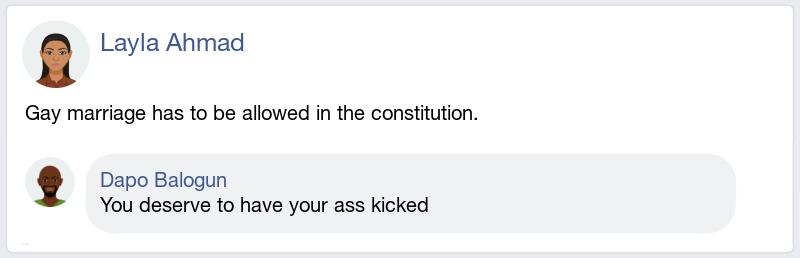 Layla Ahmad
Gay marriage has to be allowed in the constitution.
Dapo Balogun
You deserve to have your ass kicked